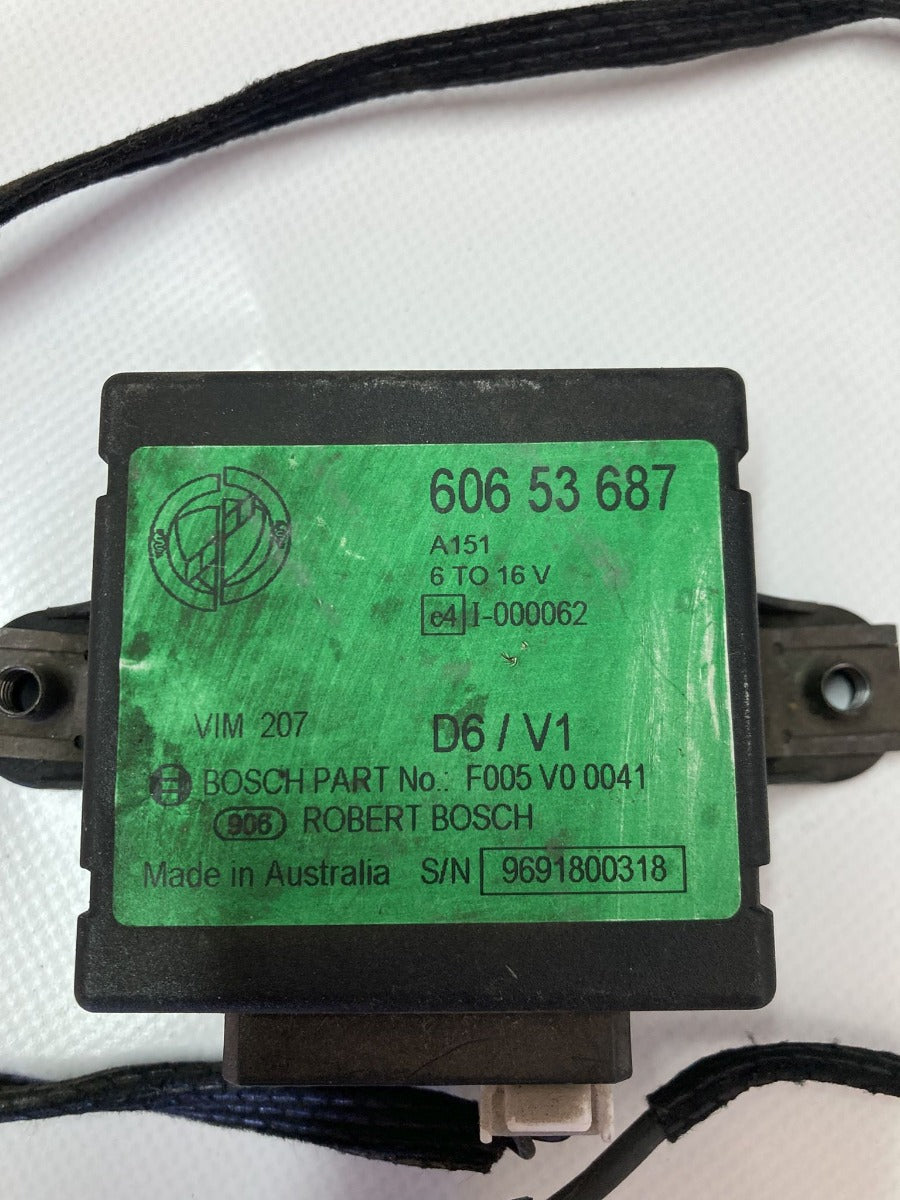 606 53 687
A151
6 TO 16 V
e4 I-000062
VIM 207 D6 / V1
BOSCH PART No.: F005 V0 0041
906 ROBERT BOSCH
Made in Australia S/N 9691800318